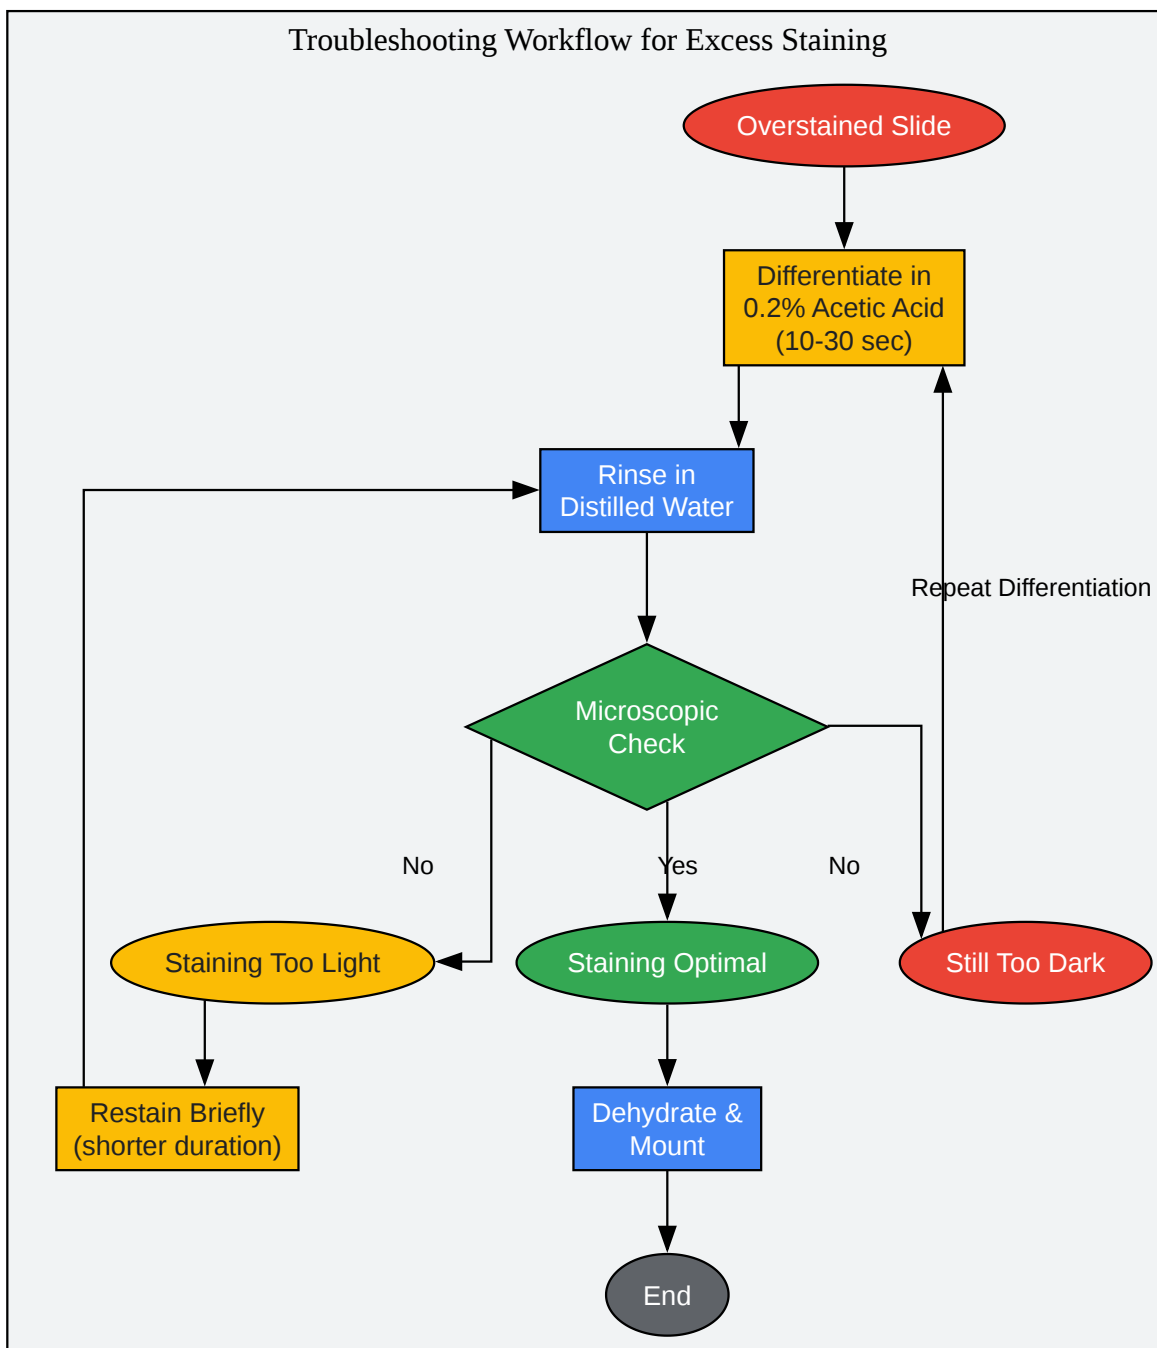 Troubleshooting Workflow for Excess Staining
Overstained Slide
Differentiate in
0.2% Acetic Acid
(10-30 sec)
Rinse in
Distilled Water
Repeat Differentiation
Microscopic
Check
No
Yes
No
Staining Too Light
Staining Optimal
Still Too Dark
Restain Briefly
(shorter duration)
Dehydrate &
Mount
End